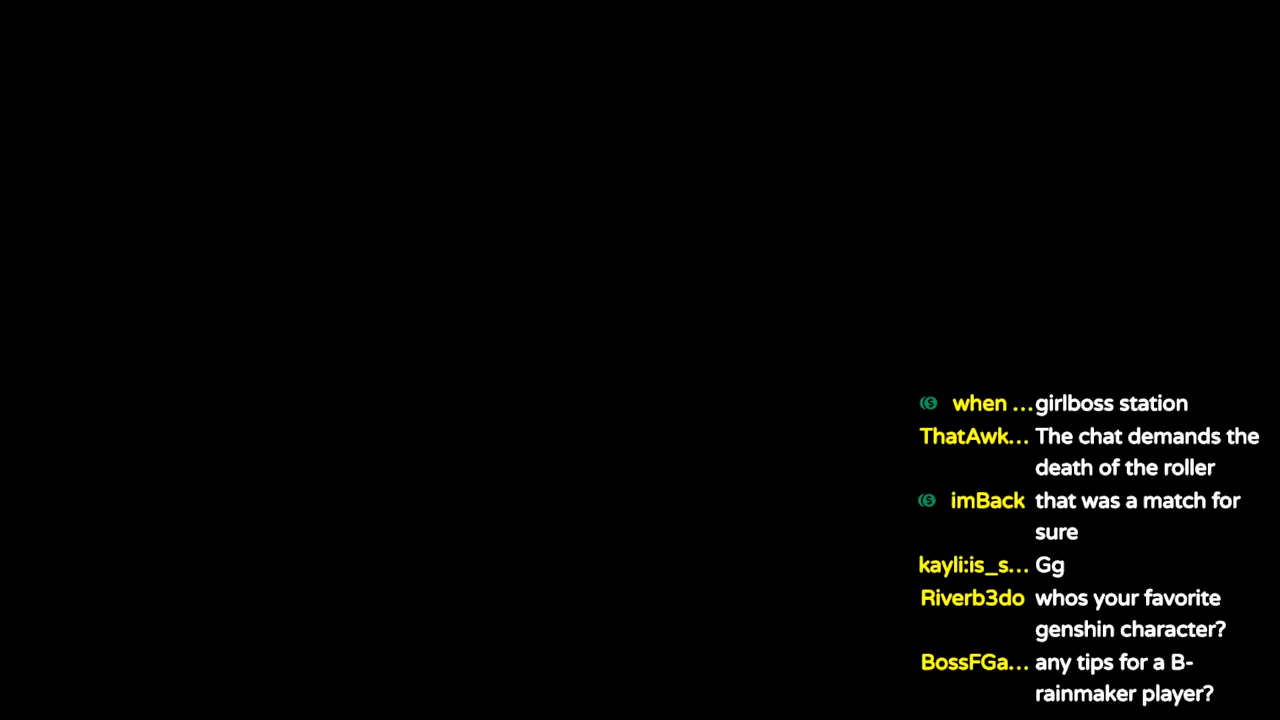 when ... girlboss station
ThatAwk... The chat demands the
death of the roller
imBack that was a match for
sure
kayli:is_s... Gg
Riverb3do whos your favorite
genshin character?
BossFGa... any tips for a B-
rainmaker player?